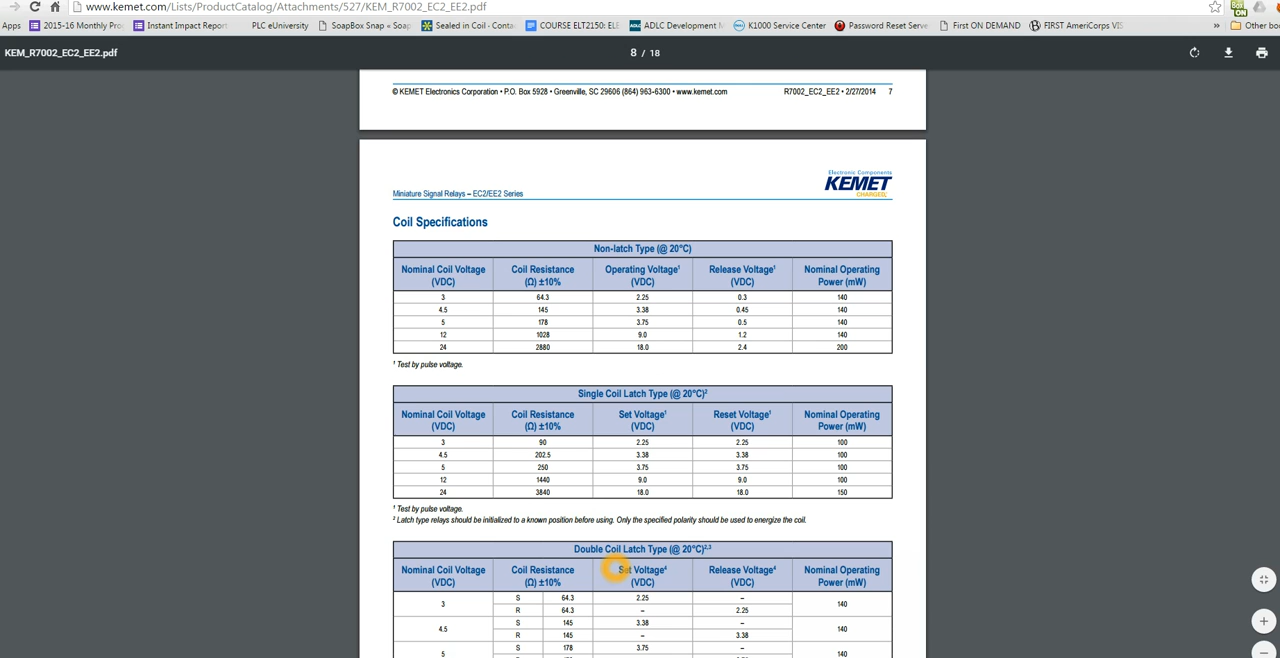 www.kemet.com/Lists/ProductCatalog/Attachments/527/KEM_R7002_EC2_EE2.pdf
Apps 2015-16 Monthly Pro Instant Impact Report PLC eUniversity SoapBox Snap « Soap Sealed in Coil - Conta COURSE ELT2150: ELE ADLC Development M K1000 Service Center Password Reset Serve First ON DEMAND FIRST AmeriCorps VIS » Other bo
KEM_R7002_EC2_EE2.pdf 8 / 18
© KEMET Electronics Corporation • P.O. Box 5928 • Greenville, SC 29606 (864) 963-6300 • www.kemet.com R7002_EC2_EE2 • 2/27/2014 7
Electronic Components
KEMET
CHARGED.
Miniature Signal Relays – EC2/EE2 Series
Coil Specifications
Non-latch Type (@ 20°C)
Nominal Coil Voltage (VDC) Coil Resistance (Ω) ±10% Operating Voltage¹ (VDC) Release Voltage¹ (VDC) Nominal Operating Power (mW)
3 64.3 2.25 0.3 140
4.5 145 3.38 0.45 140
5 178 3.75 0.5 140
12 1028 9.0 1.2 140
24 2880 18.0 2.4 200
¹ Test by pulse voltage.
Single Coil Latch Type (@ 20°C)²
Nominal Coil Voltage (VDC) Coil Resistance (Ω) ±10% Set Voltage¹ (VDC) Reset Voltage¹ (VDC) Nominal Operating Power (mW)
3 90 2.25 2.25 100
4.5 202.5 3.38 3.38 100
5 250 3.75 3.75 100
12 1440 9.0 9.0 100
24 3840 18.0 18.0 150
¹ Test by pulse voltage.
² Latch type relays should be initialized to a known position before using. Only the specified polarity should be used to energize the coil.
Double Coil Latch Type (@ 20°C)²,³
Nominal Coil Voltage (VDC) Coil Resistance (Ω) ±10% Set Voltage⁴ (VDC) Release Voltage⁴ (VDC) Nominal Operating Power (mW)
3 S 64.3 2.25 – 140
R 64.3 – 2.25
4.5 S 145 3.38 – 140
R 145 – 3.38
5 S 178 3.75 – 140